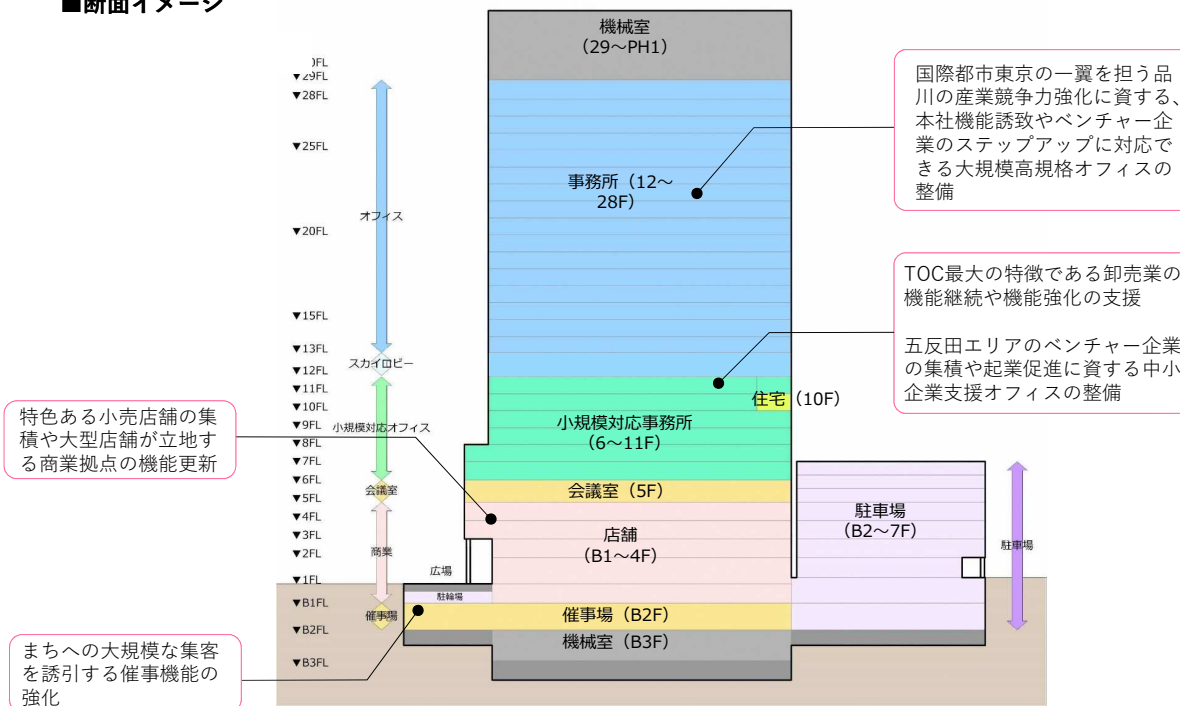 ■断面イメージ
機械室
（29～PH1）
▼29FL
▼28FL
▼25FL
▼20FL
▼15FL
▼13FL
▼12FL
▼11FL
▼10FL
▼9FL
▼8FL
▼7FL
▼6FL
▼5FL
▼4FL
▼3FL
▼2FL
▼1FL
▼B1FL
▼B2FL
▼B3FL
オフィス
スカイロビー
小規模対応オフィス
会議室
商業
催事場
事務所（12～
28F）
住宅（10F）
小規模対応事務所
（6～11F）
会議室（5F）
店舗
（B1～4F）
広場
駐輪場
催事場（B2F）
機械室（B3F）
駐車場
（B2～7F）
駐車場
国際都市東京の一翼を担う品
川の産業競争力強化に資する、
本社機能誘致やベンチャー企
業のステップアップに対応で
きる大規模高規格オフィスの
整備
TOC最大の特徴である卸売業の
機能継続や機能強化の支援
五反田エリアのベンチャー企業
の集積や起業促進に資する中小
企業支援オフィスの整備
特色ある小売店舗の集
積や大型店舗が立地す
る商業拠点の機能更新
まちへの大規模な集客
を誘引する催事機能の
強化